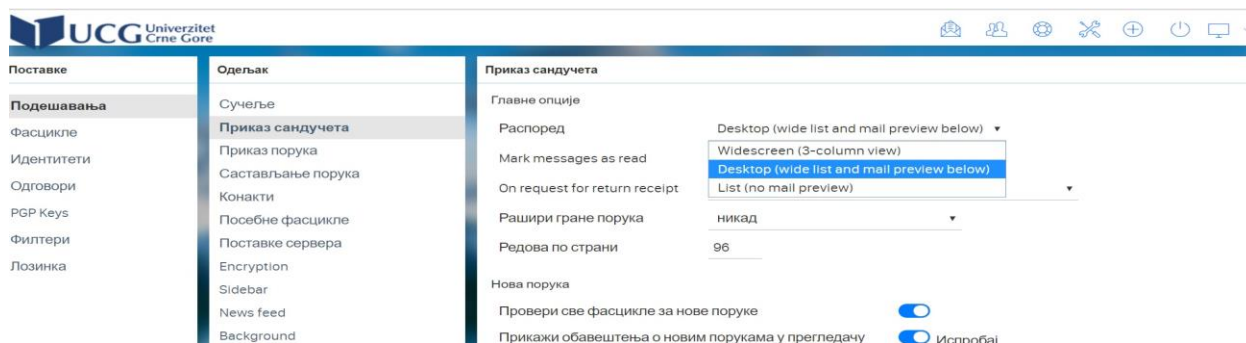 UCG Univerzitet
Crne Gore
Поставке
Подешавања
Фасцикле
Идентитети
Одговори
PGP Keys
Филтери
Лозинка
Одељак
Сучеље
Приказ сандучета
Приказ порука
Састављање порука
Конакти
Посебне фасцикле
Поставке сервера
Encryption
Sidebar
News feed
Background
Приказ сандучета
Главне опције
Распоред Desktop (wide list and mail preview below)
Widescreen (3-column view)
Mark messages as read Desktop (wide list and mail preview below)
On request for return receipt List (no mail preview)
Рашири гране порука никад
Редова по страни 96
Нова порука
Провери све фасцикле за нове поруке
Прикажи обавештења о новим порукама у прегледачу Испробај